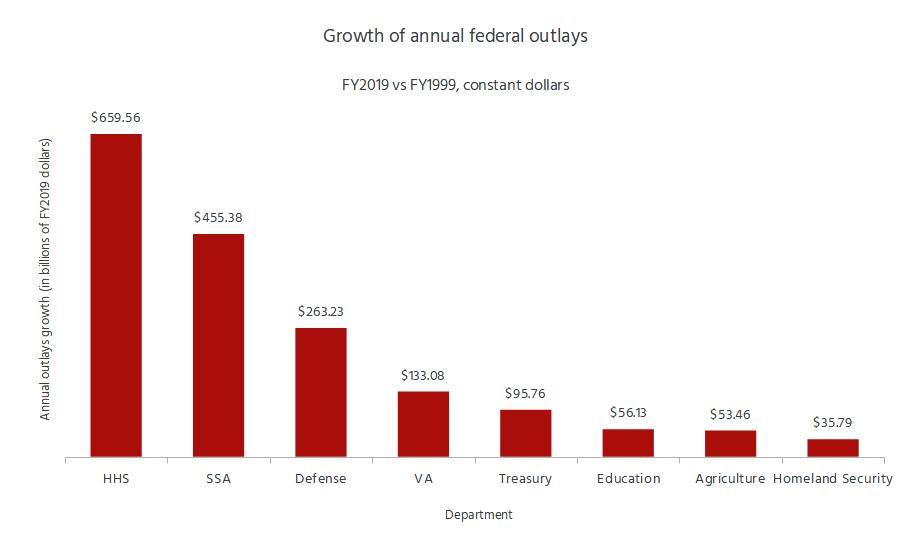 Growth of annual federal outlays
FY2019 vs FY1999, constant dollars
Annual outlays growth (in billions of FY2019 dollars)
$659.56
$455.38
$263.23
$133.08
$95.76
$56.13
$53.46
$35.79
HHS
SSA
Defense
VA
Treasury
Education
Agriculture
Homeland Security
Department